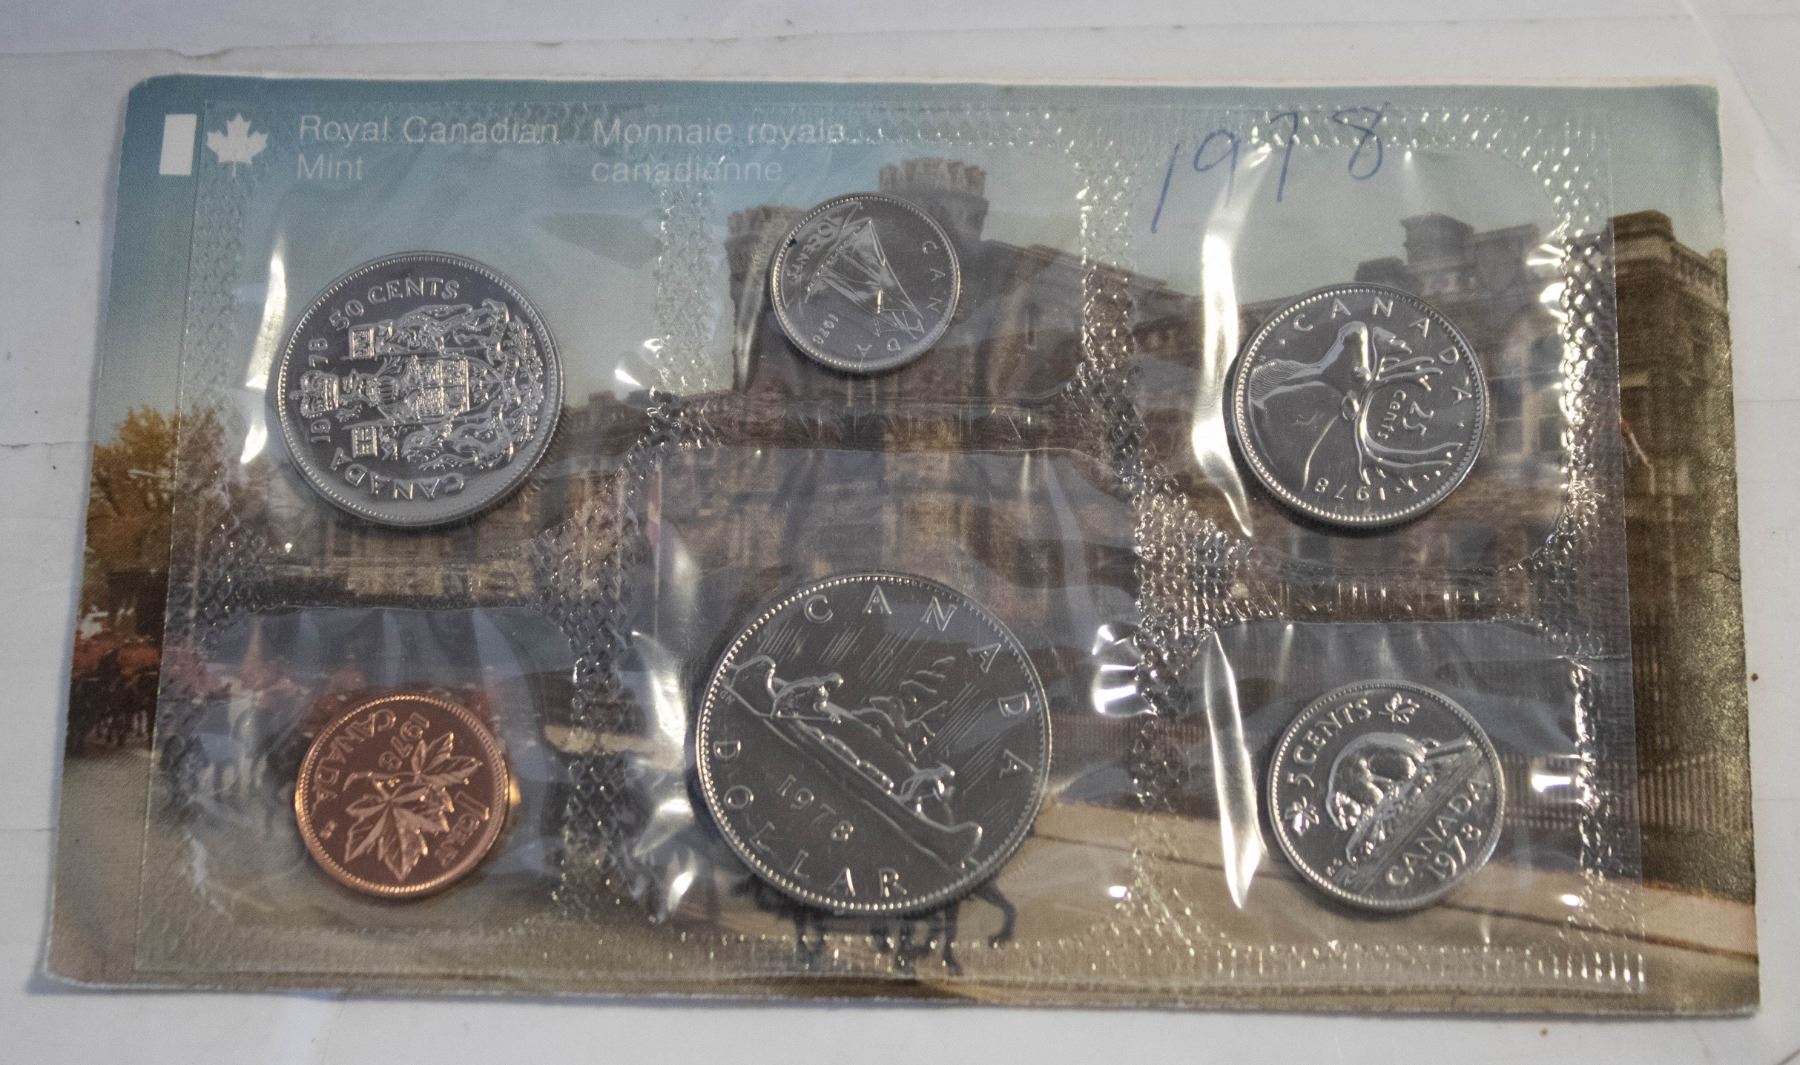 Royal Canadian
Mint
Monnaie royale
canadienne
1978
50 CENTS
1978
CANADA
CANADA
10 CENTS
1978
CANADA
25
cents
1978
1978
CANADA
1 CENT
CANADA
1978
DOLLAR
5 CENTS
CANADA
1978